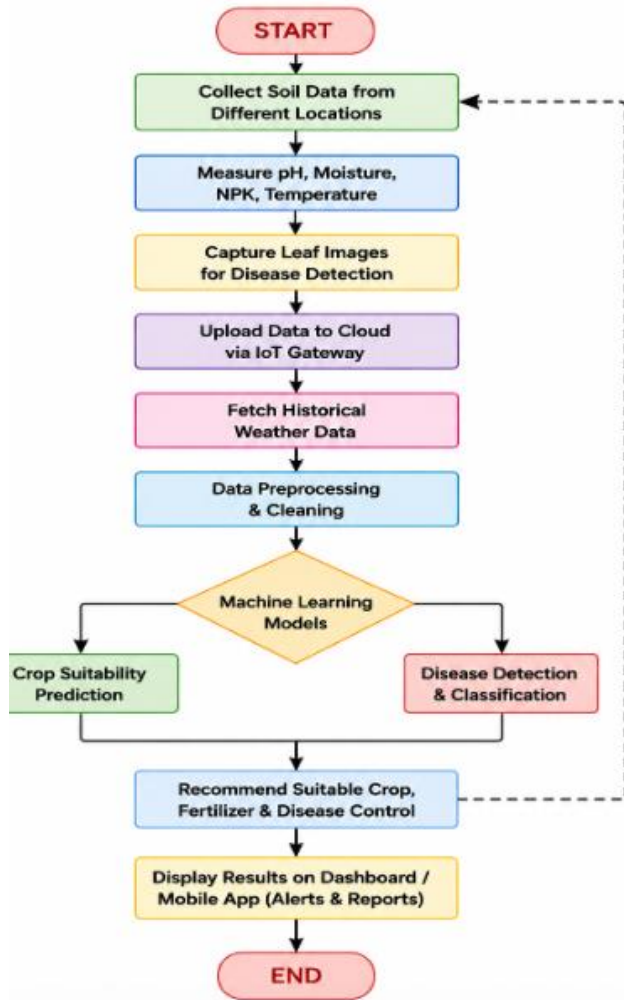 START
Collect Soil Data from
Different Locations
Measure pH, Moisture,
NPK, Temperature
Capture Leaf Images
for Disease Detection
Upload Data to Cloud
via IoT Gateway
Fetch Historical
Weather Data
Data Preprocessing
& Cleaning
Machine Learning
Models
Crop Suitability
Prediction
Disease Detection
& Classification
Recommend Suitable Crop,
Fertilizer & Disease Control
Display Results on Dashboard /
Mobile App (Alerts & Reports)
END